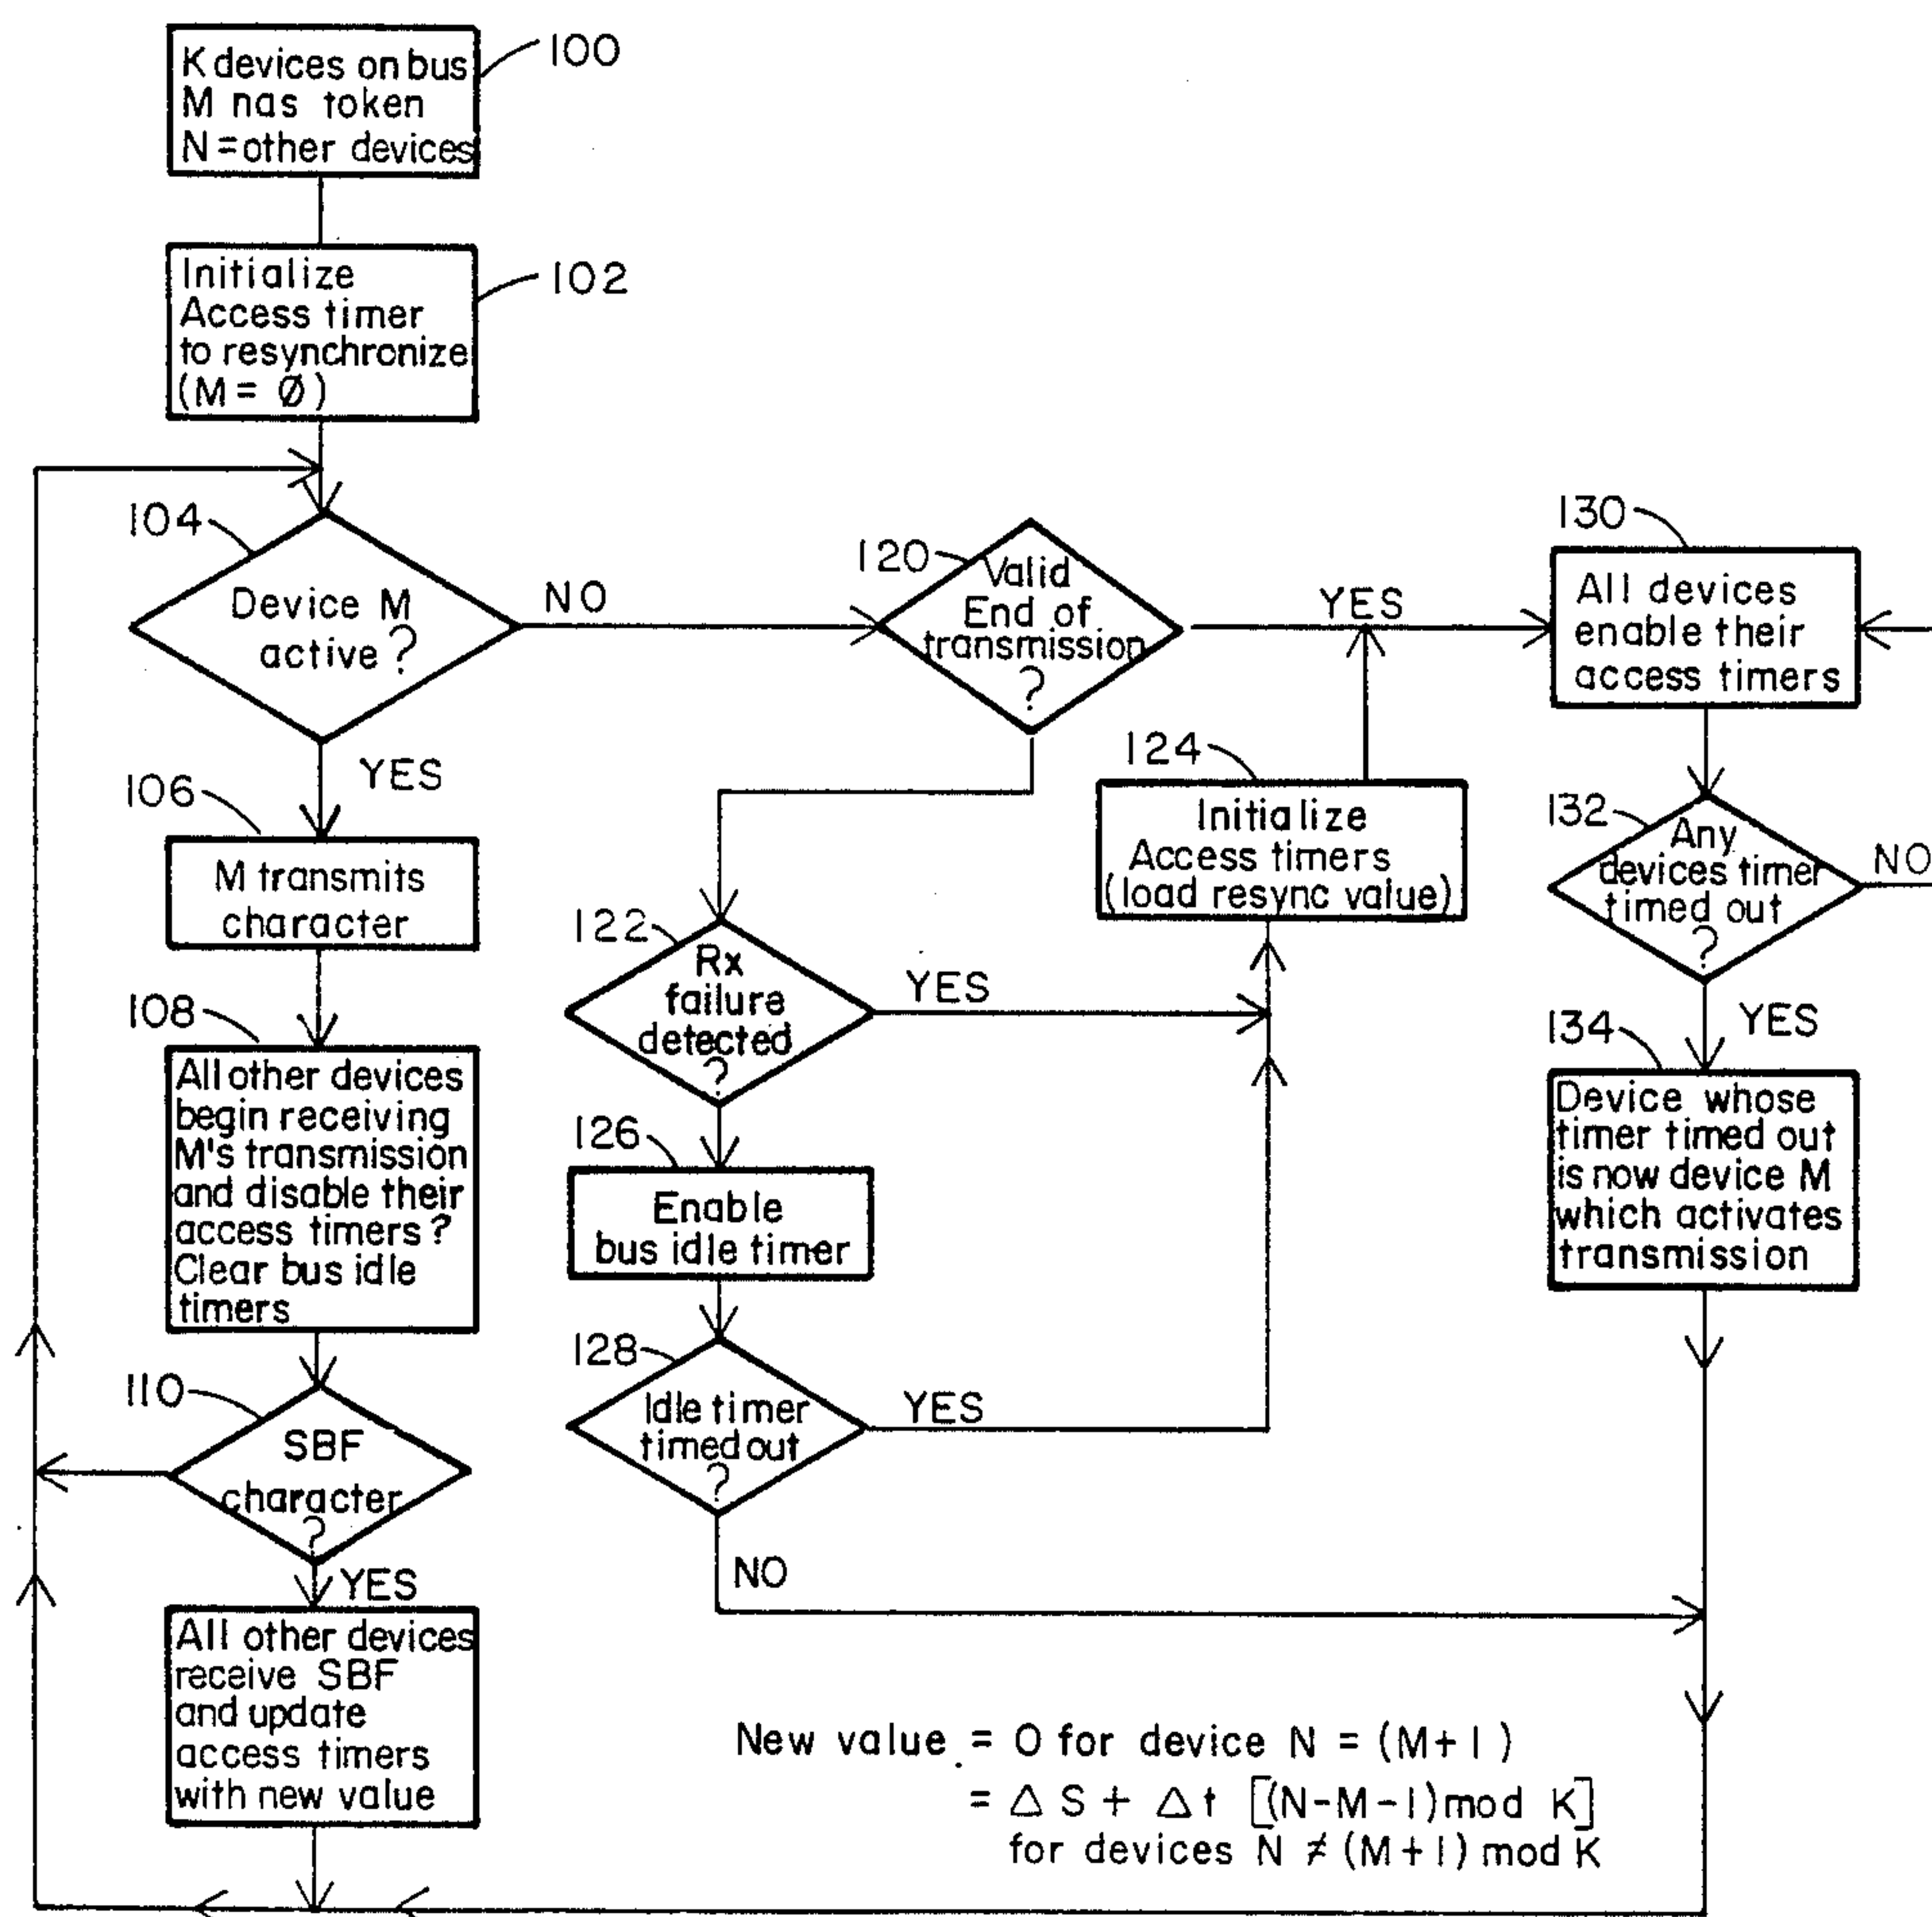 K devices on bus
M nas token
N = other devices
100
Initialize
Access timer
to resynchronize
(M = Ø)
102
104
Device M
active ?
NO
YES
106
M transmits
character
108
All other devices
begin receiving
M's transmission
and disable their
access timers ?
Clear bus idle
timers
110
SBF
character
?
YES
All other devices
receive SBF
and update
access timers
with new value
120
Valid
End of
transmission
?
YES
122
Rx
failure
detected
?
YES
124
Initialize
Access timers
(load resync value)
126
Enable
bus idle timer
128
Idle timer
timed out
?
YES
NO
130
All devices
enable their
access timers
132
Any
devices timer
timed out
?
NO
YES
134
Device whose
timer timed out
is now device M
which activates
transmission
New value = 0 for device N = (M+1)
= Δ S + Δ t [(N-M-1) mod K]
for devices N ≠ (M+1) mod K